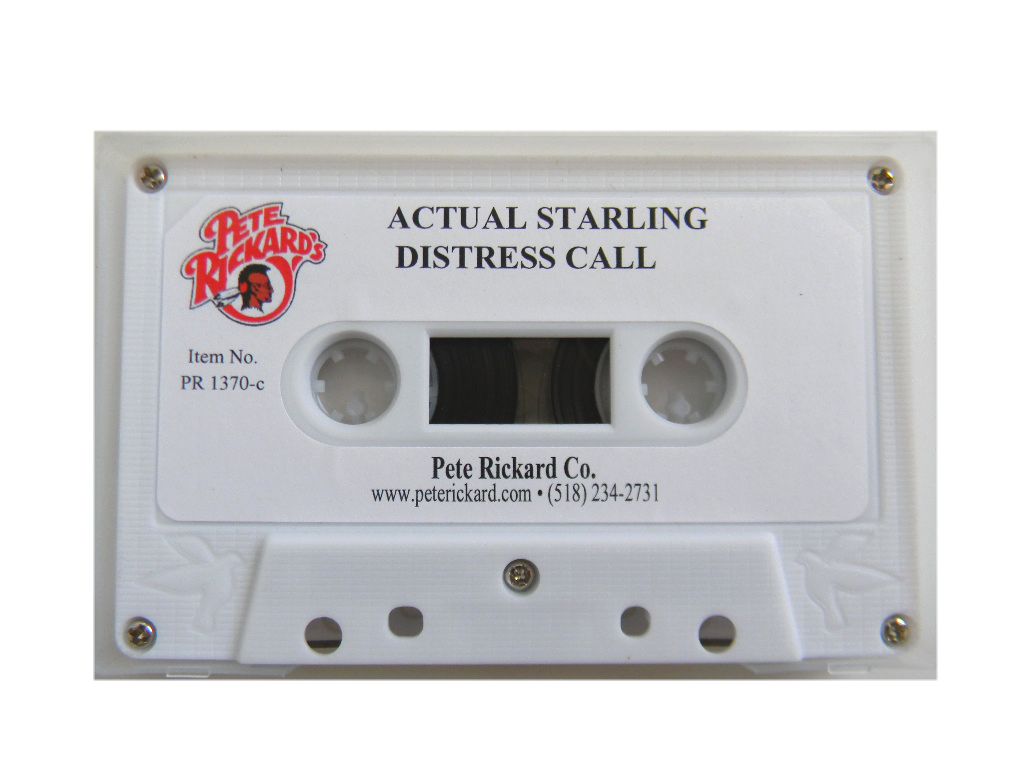 PETE
RICKARD'S
ACTUAL STARLING
DISTRESS CALL
Item No.
PR 1370-c
Pete Rickard Co.
www.peterickard.com • (518) 234-2731